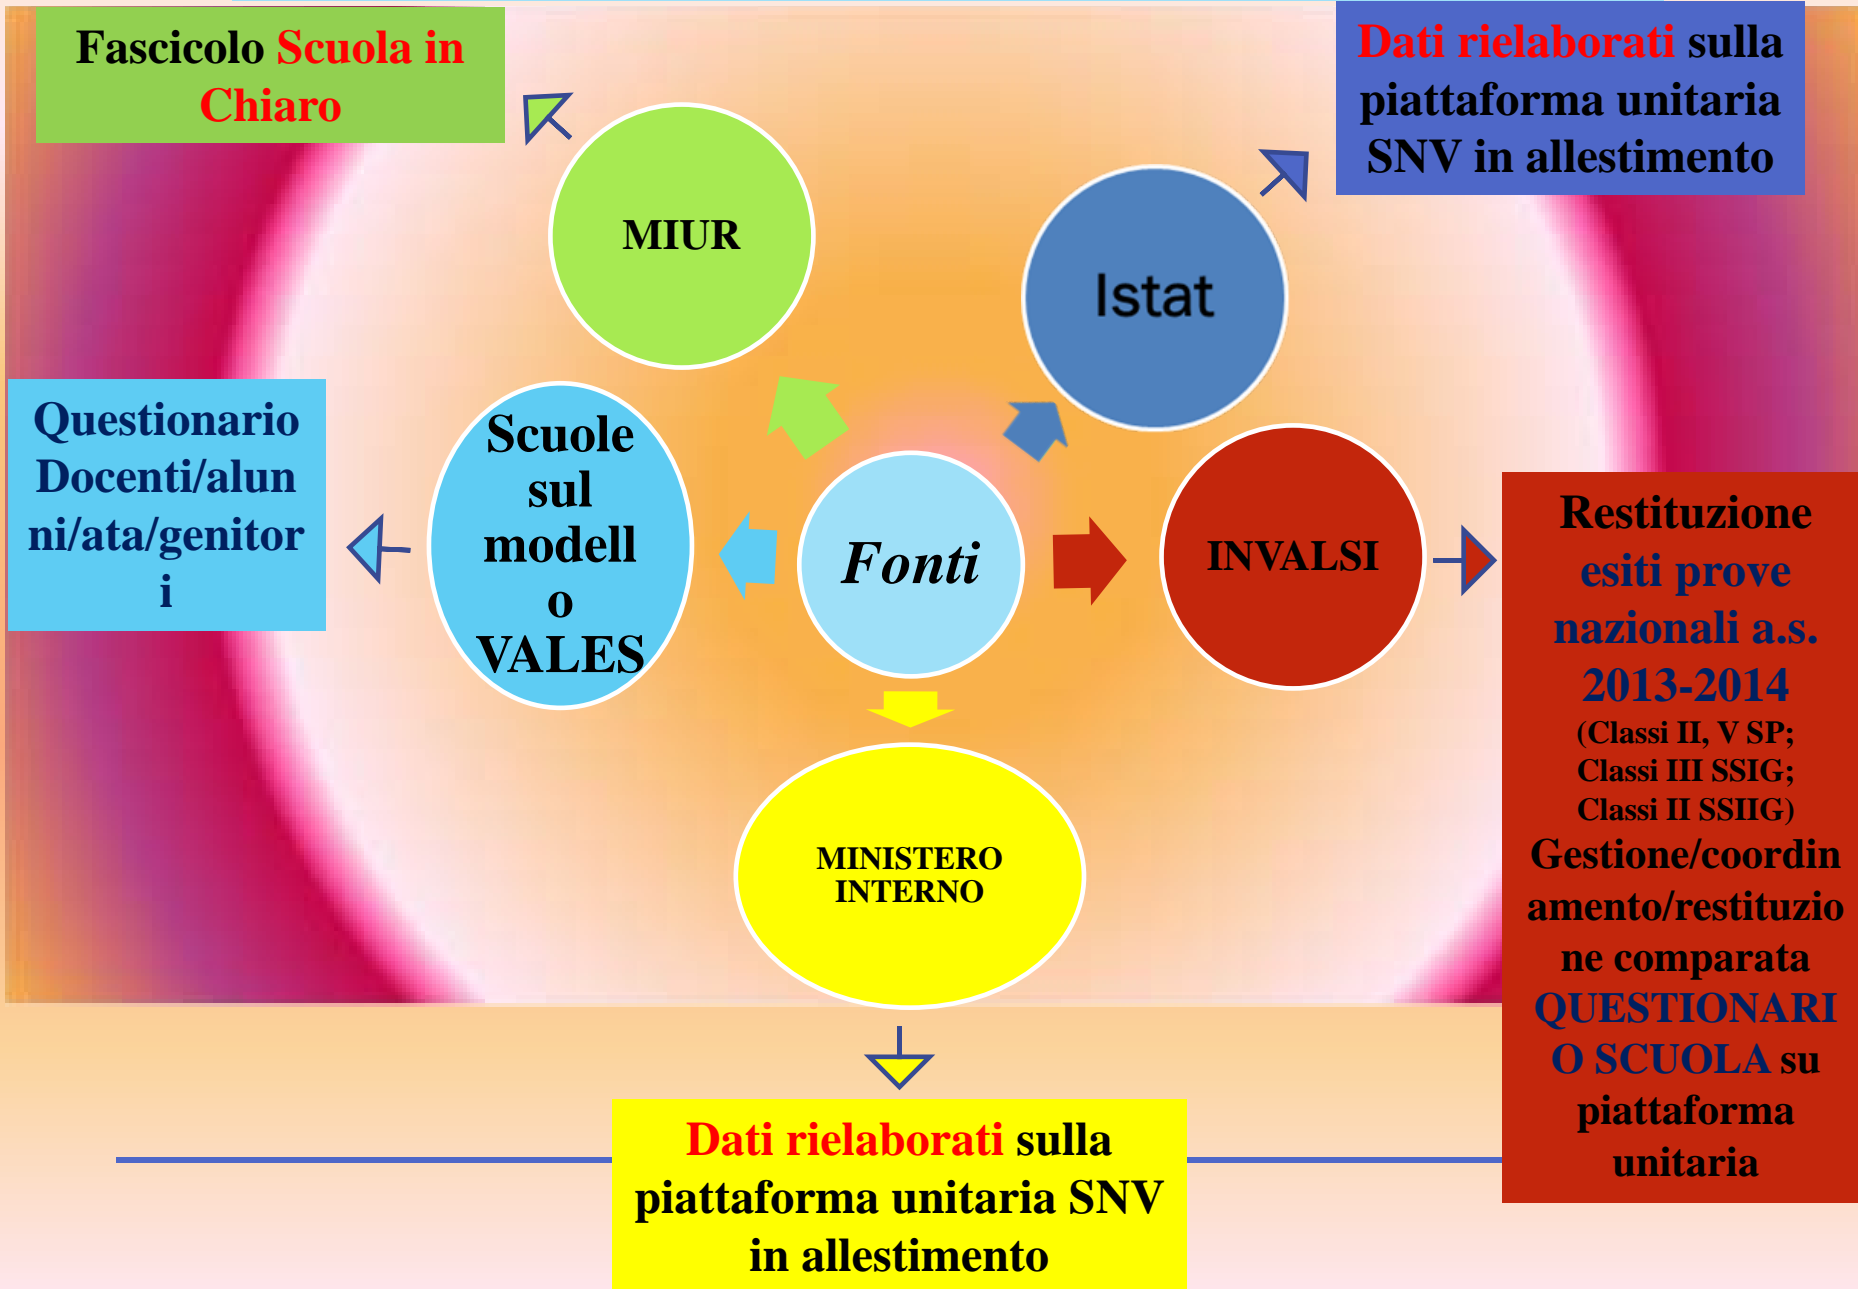 Fascicolo Scuola in
Chiaro
Dati rielaborati sulla
piattaforma unitaria
SNV in allestimento
MIUR
Istat
Questionario
Docenti/alun
ni/ata/genitor
i
Scuole
sul
modell
o
VALES
Fonti
INVALSI
Restituzione
esiti prove
nazionali a.s.
2013-2014
(Classi II, V SP;
Classi III SSIG;
Classi II SSIIG)
Gestione/coordin
amento/restituzio
ne comparata
QUESTIONARI
O SCUOLA su
piattaforma
unitaria
MINISTERO
INTERNO
Dati rielaborati sulla
piattaforma unitaria SNV
in allestimento